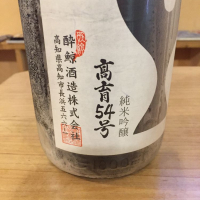 純米吟醸
高育54号
酔鯨酒造株式会社
高知県高知市長浜五六六